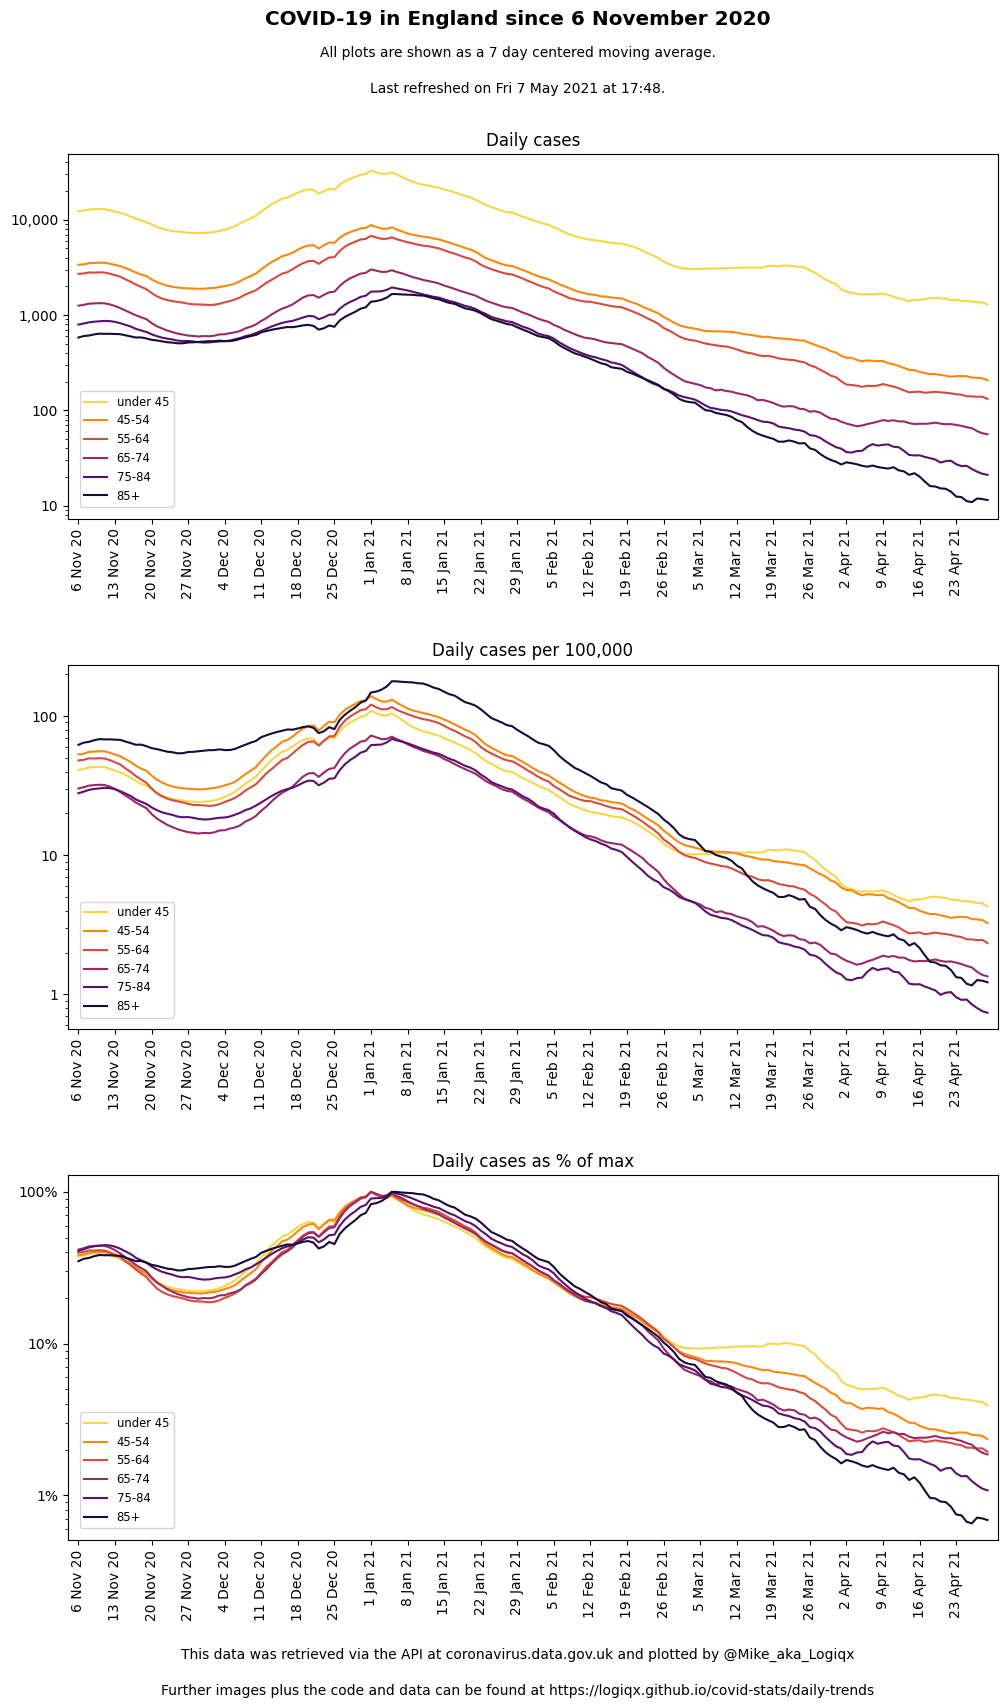 COVID-19 in England since 6 November 2020
All plots are shown as a 7 day centered moving average.
Last refreshed on Fri 7 May 2021 at 17:48.
Daily cases
10,000
1,000
100
10
under 45
45-54
55-64
65-74
75-84
85+
6 Nov 20
13 Nov 20
20 Nov 20
27 Nov 20
4 Dec 20
11 Dec 20
18 Dec 20
25 Dec 20
1 Jan 21
8 Jan 21
15 Jan 21
22 Jan 21
29 Jan 21
5 Feb 21
12 Feb 21
19 Feb 21
26 Feb 21
5 Mar 21
12 Mar 21
19 Mar 21
26 Mar 21
2 Apr 21
9 Apr 21
16 Apr 21
23 Apr 21
Daily cases per 100,000
100
10
1
under 45
45-54
55-64
65-74
75-84
85+
6 Nov 20
13 Nov 20
20 Nov 20
27 Nov 20
4 Dec 20
11 Dec 20
18 Dec 20
25 Dec 20
1 Jan 21
8 Jan 21
15 Jan 21
22 Jan 21
29 Jan 21
5 Feb 21
12 Feb 21
19 Feb 21
26 Feb 21
5 Mar 21
12 Mar 21
19 Mar 21
26 Mar 21
2 Apr 21
9 Apr 21
16 Apr 21
23 Apr 21
Daily cases as % of max
100%
10%
1%
under 45
45-54
55-64
65-74
75-84
85+
6 Nov 20
13 Nov 20
20 Nov 20
27 Nov 20
4 Dec 20
11 Dec 20
18 Dec 20
25 Dec 20
1 Jan 21
8 Jan 21
15 Jan 21
22 Jan 21
29 Jan 21
5 Feb 21
12 Feb 21
19 Feb 21
26 Feb 21
5 Mar 21
12 Mar 21
19 Mar 21
26 Mar 21
2 Apr 21
9 Apr 21
16 Apr 21
23 Apr 21
This data was retrieved via the API at coronavirus.data.gov.uk and plotted by @Mike_aka_Logiqx
Further images plus the code and data can be found at https://logiqx.github.io/covid-stats/daily-trends